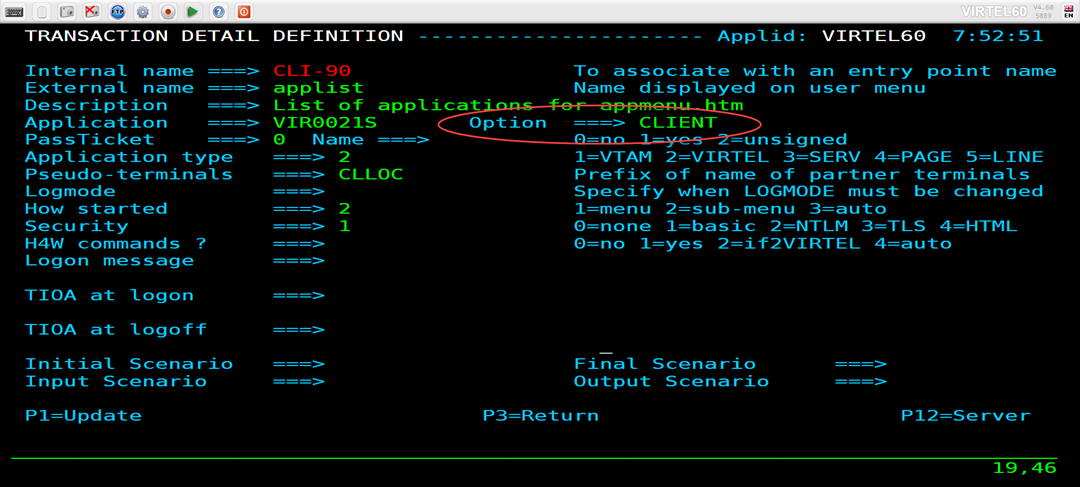 VIRTEL60 V4.60 5889 EN
TRANSACTION DETAIL DEFINITION ---------------------- Applid: VIRTEL60 7:52:51
Internal name ===> CLI-90 To associate with an entry point name
External name ===> applist Name displayed on user menu
Description ===> List of applications for appmenu.htm
Application ===> VIR0021S Option ===> CLIENT
PassTicket ===> 0 Name ===> 0=no 1=yes 2=unsigned
Application type ===> 2 1=VTAM 2=VIRTEL 3=SERV 4=PAGE 5=LINE
Pseudo-terminals ===> CLLOC Prefix of name of partner terminals
Logmode ===> Specify when LOGMODE must be changed
How started ===> 2 1=menu 2=sub-menu 3=auto
Security ===> 1 0=none 1=basic 2=NTLM 3=TLS 4=HTML
H4W commands ? ===> 0=no 1=yes 2=if2VIRTEL 4=auto
Logon message ===>
TIOA at logon ===>
TIOA at logoff ===>
Initial Scenario ===> Final Scenario ===>
Input Scenario ===> Output Scenario ===>
P1=Update P3=Return P12=Server
19,46